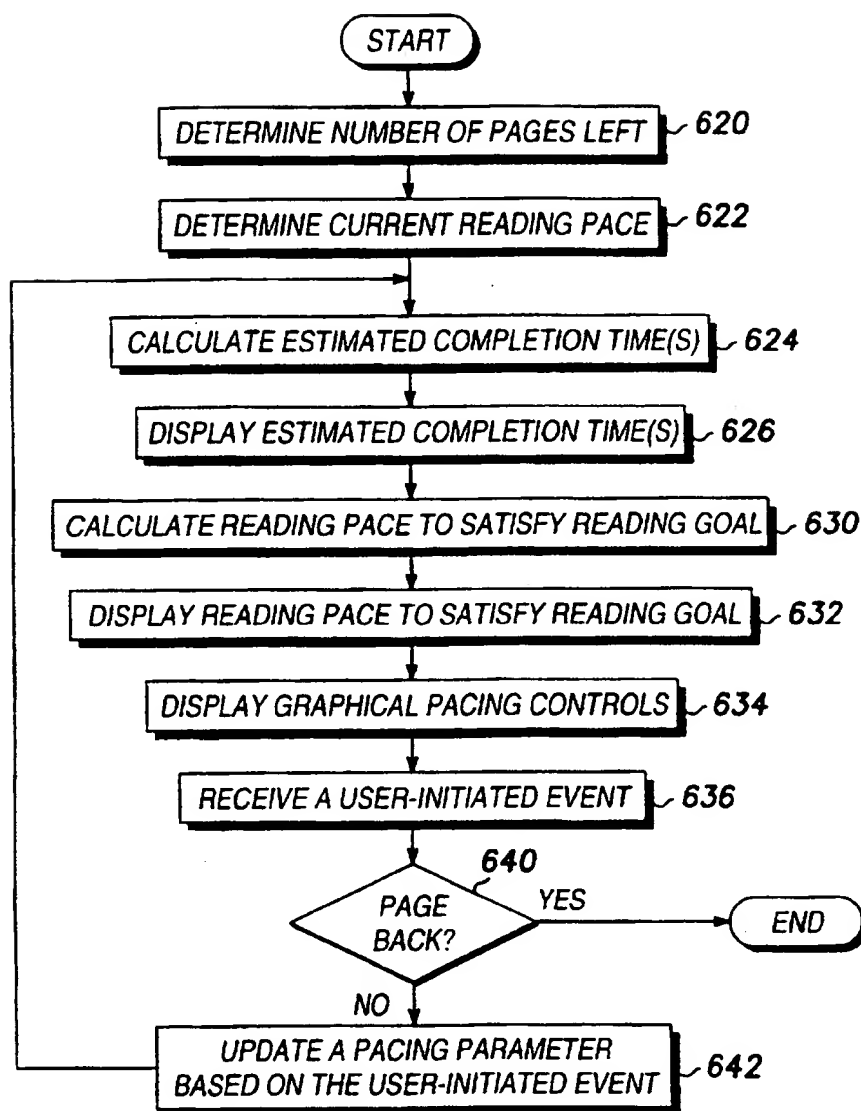 START
DETERMINE NUMBER OF PAGES LEFT 620
DETERMINE CURRENT READING PACE 622
CALCULATE ESTIMATED COMPLETION TIME(S) 624
DISPLAY ESTIMATED COMPLETION TIME(S) 626
CALCULATE READING PACE TO SATISFY READING GOAL 630
DISPLAY READING PACE TO SATISFY READING GOAL 632
DISPLAY GRAPHICAL PACING CONTROLS 634
RECEIVE A USER-INITIATED EVENT 636
640
PAGE
BACK?
YES
END
NO
UPDATE A PACING PARAMETER
BASED ON THE USER-INITIATED EVENT 642